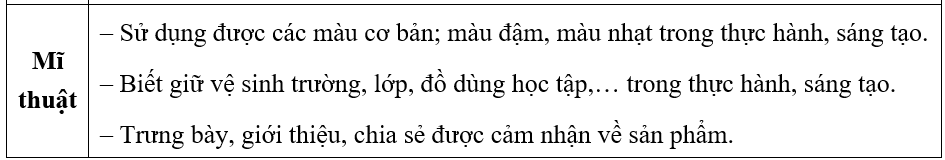 Mĩ
thuật
– Sử dụng được các màu cơ bản; màu đậm, màu nhạt trong thực hành, sáng tạo.
– Biết giữ vệ sinh trường, lớp, đồ dùng học tập,… trong thực hành, sáng tạo.
– Trưng bày, giới thiệu, chia sẻ được cảm nhận về sản phẩm.